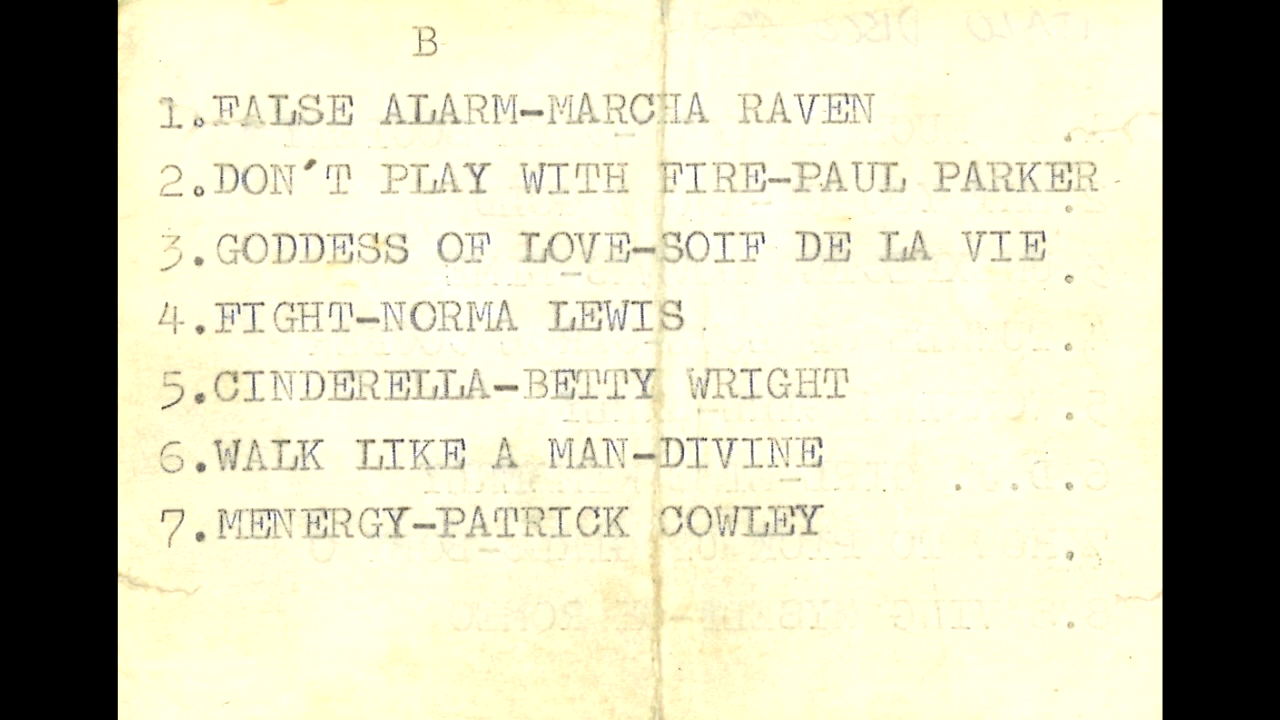 B
1.FALSE ALARM-MARCHA RAVEN
2.DON'T PLAY WITH FIRE-PAUL PARKER
3.GODDESS OF LOVE-SOIF DE LA VIE
4.FIGHT-NORMA LEWIS
5.CINDERELLA-BETTY WRIGHT
6.WALK LIKE A MAN-DIVINE
7.MENERGY-PATRICK COWLEY